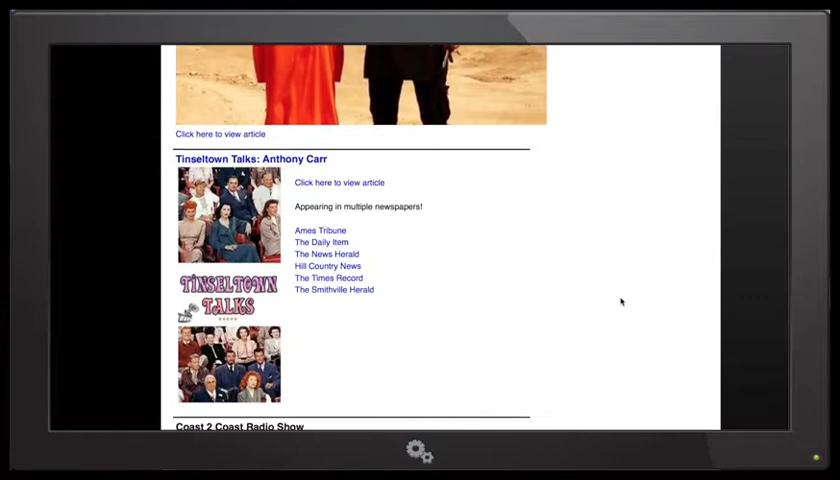 Click here to view article
Tinseltown Talks: Anthony Carr
Click here to view article
Appearing in multiple newspapers!
Ames Tribune
The Daily Item
The News Herald
Hill Country News
The Times Record
The Smithville Herald
TINSELTOWN
TALKS
Coast 2 Coast Radio Show